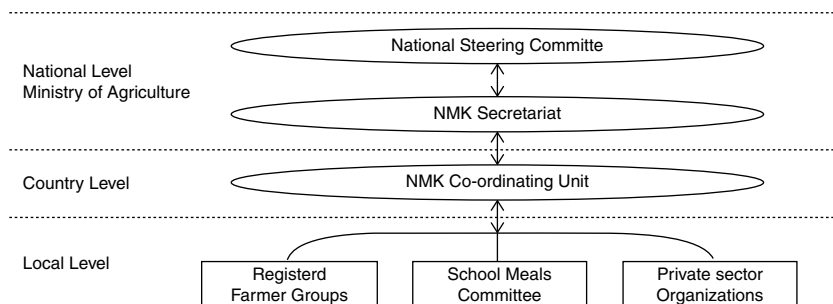 National Steering Committe
National Level
Ministry of Agriculture
NMK Secretariat
Country Level
NMK Co-ordinating Unit
Local Level
Registerd
Farmer Groups
School Meals
Committee
Private sector
Organizations